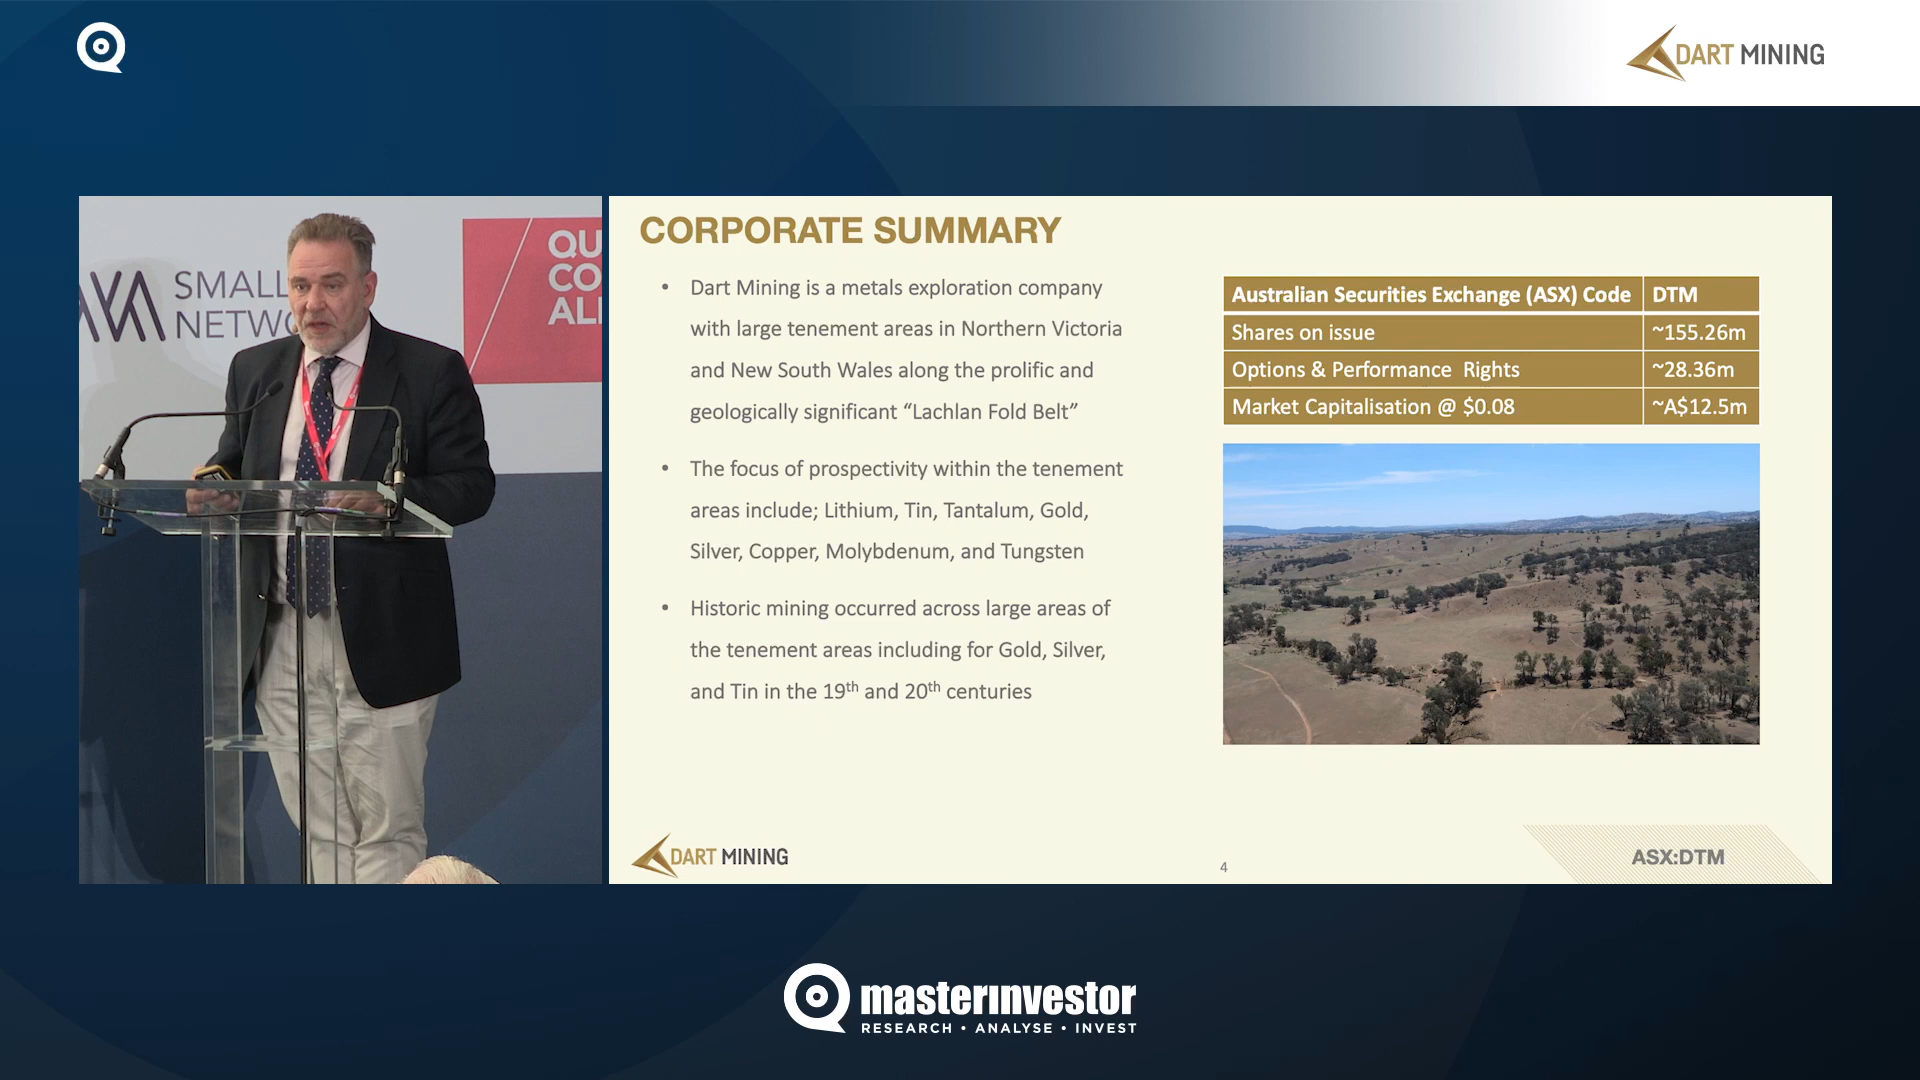 DART MINING
SMALL
NETWO
QU
CO
ALL
CORPORATE SUMMARY
• Dart Mining is a metals exploration company
with large tenement areas in Northern Victoria
and New South Wales along the prolific and
geologically significant “Lachlan Fold Belt”
• The focus of prospectivity within the tenement
areas include; Lithium, Tin, Tantalum, Gold,
Silver, Copper, Molybdenum, and Tungsten
• Historic mining occurred across large areas of
the tenement areas including for Gold, Silver,
and Tin in the 19th and 20th centuries
Australian Securities Exchange (ASX) Code DTM
Shares on issue ~155.26m
Options & Performance Rights ~28.36m
Market Capitalisation @ $0.08 ~A$12.5m
DART MINING
4
ASX:DTM
masterinvestor
RESEARCH • ANALYSE • INVEST